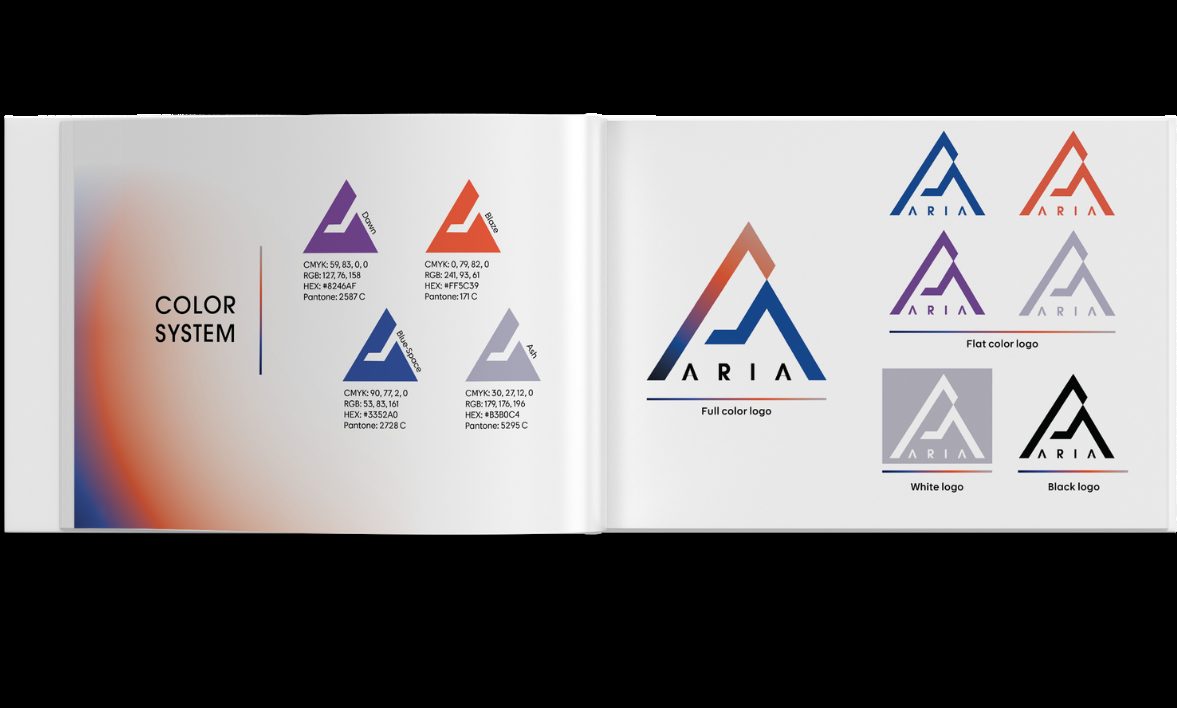 COLOR
SYSTEM
Dawn
CMYK: 59, 83, 0, 0
RGB: 127, 76, 158
HEX: #8246AF
Pantone: 2587 C
Blaze
CMYK: 0, 79, 82, 0
RGB: 241, 93, 61
HEX: #FF5C39
Pantone: 171 C
Blue-Space
CMYK: 90, 77, 2, 0
RGB: 53, 83, 161
HEX: #3352A0
Pantone: 2728 C
Ash
CMYK: 30, 27, 12, 0
RGB: 179, 176, 196
HEX: #B3B0C4
Pantone: 5295 C
ARIA
Full color logo
ARIA
ARIA
ARIA
ARIA
Flat color logo
ARIA
White logo
ARIA
Black logo